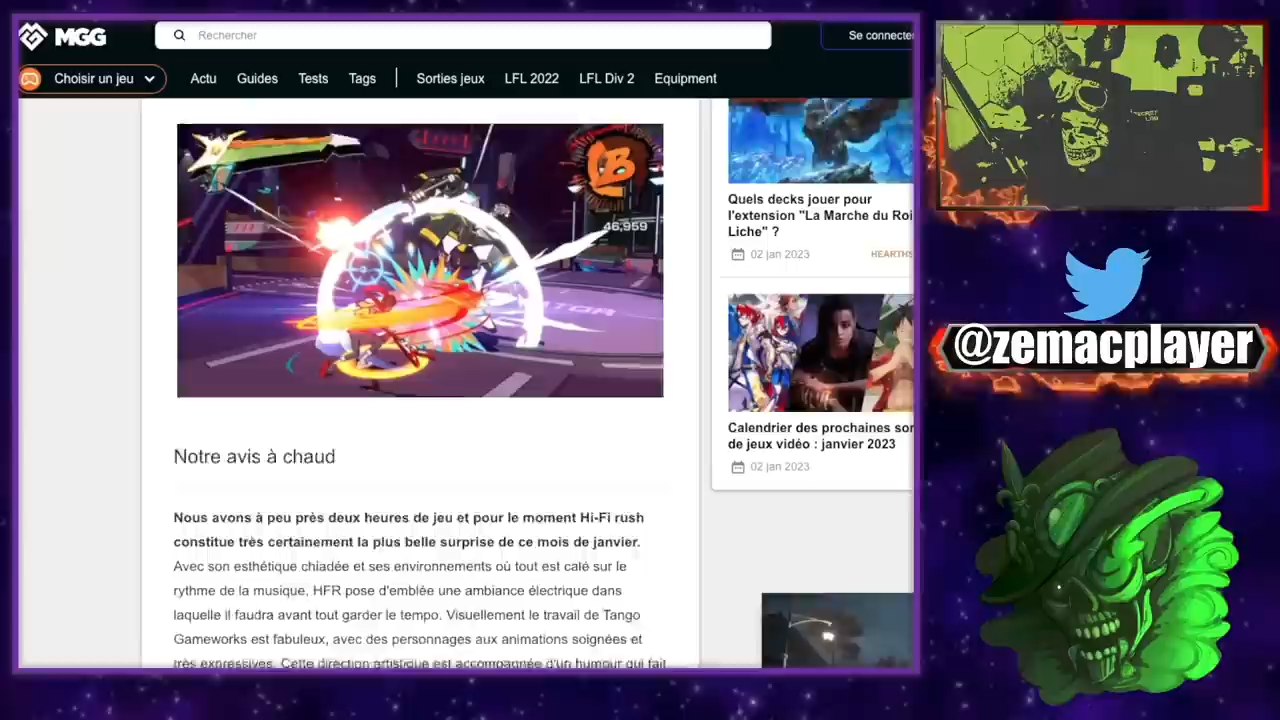 MGG
Rechercher
Se connecter
Choisir un jeu
Actu
Guides
Tests
Tags
Sorties jeux
LFL 2022
LFL Div 2
Equipment
46,959
Quels decks jouer pour
l'extension "La Marche du Roi
Liche" ?
02 jan 2023
HEARTHS
Calendrier des prochaines sor
de jeux vidéo : janvier 2023
02 jan 2023
Notre avis à chaud
Nous avons à peu près deux heures de jeu et pour le moment Hi-Fi rush
constitue très certainement la plus belle surprise de ce mois de janvier.
Avec son esthétique chiadée et ses environnements où tout est calé sur le
rythme de la musique, HFR pose d'emblée une ambiance électrique dans
laquelle il faudra avant tout garder le tempo. Visuellement le travail de Tango
Gameworks est fabuleux, avec des personnages aux animations soignées et
très expressives. Cette direction artistique est accompagnée d'un humour qui fait
@zemacplayer